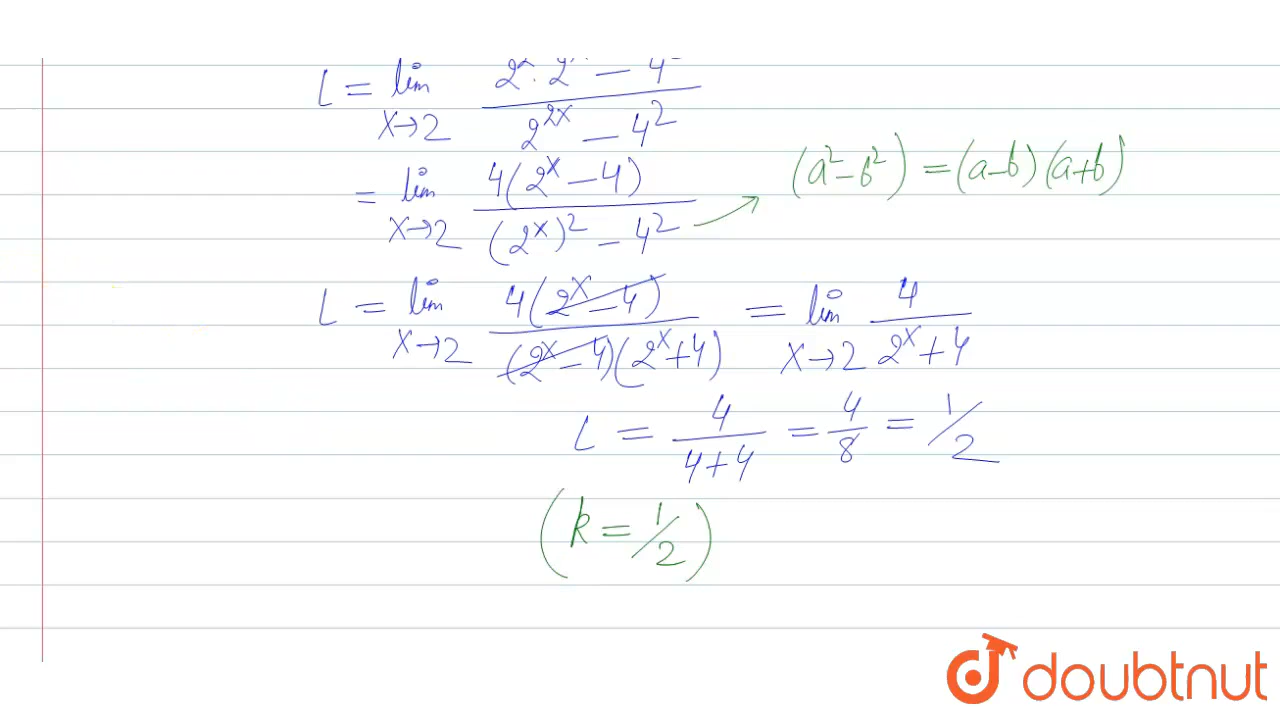 L = lim x→2 (2² · 2ˣ − 4²) / (2²ˣ − 4²)
= lim x→2 4(2ˣ − 4) / ((2ˣ)² − 4²) → (a² − b²) = (a−b)(a+b)
L = lim x→2 4(2ˣ − 4) / ((2ˣ − 4)(2ˣ + 4)) = lim x→2 4 / (2ˣ + 4)
L = 4 / (4+4) = 4/8 = 1/2
(k = 1/2)
doubtnut